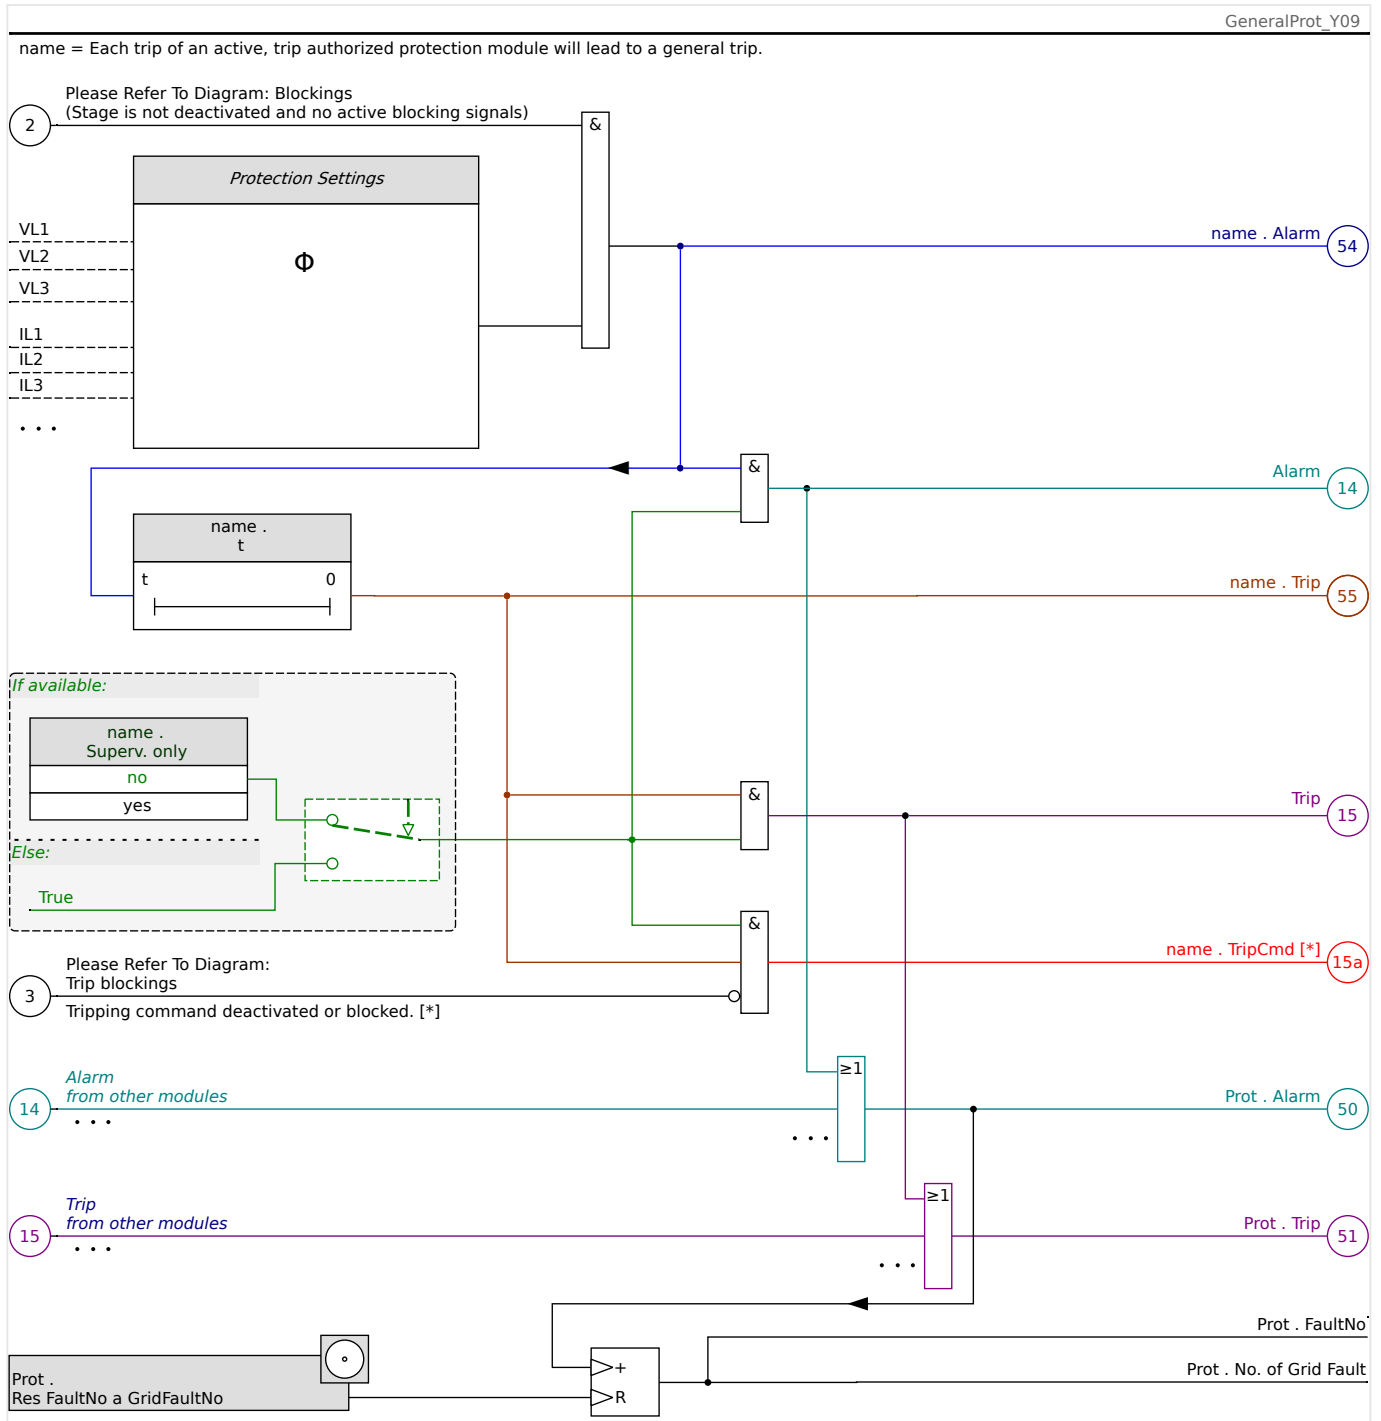 GeneralProt_Y09
name = Each trip of an active, trip authorized protection module will lead to a general trip.
Please Refer To Diagram: Blockings
(Stage is not deactivated and no active blocking signals)
2
&
Protection Settings
Φ
VL1
VL2
VL3
IL1
IL2
IL3
. . .
name . Alarm
54
&
Alarm
14
name .
t
t 0
name . Trip
55
If available:
name .
Superv. only
no
yes
Else:
True
&
Trip
15
&
name . TripCmd [*]
15a
Please Refer To Diagram:
Trip blockings
3
Tripping command deactivated or blocked. [*]
Alarm
from other modules
14
. . .
≥1
. . .
Prot . Alarm
50
Trip
from other modules
15
. . .
≥1
. . .
Prot . Trip
51
Prot .
Res FaultNo a GridFaultNo
+
R
Prot . FaultNo
Prot . No. of Grid Fault